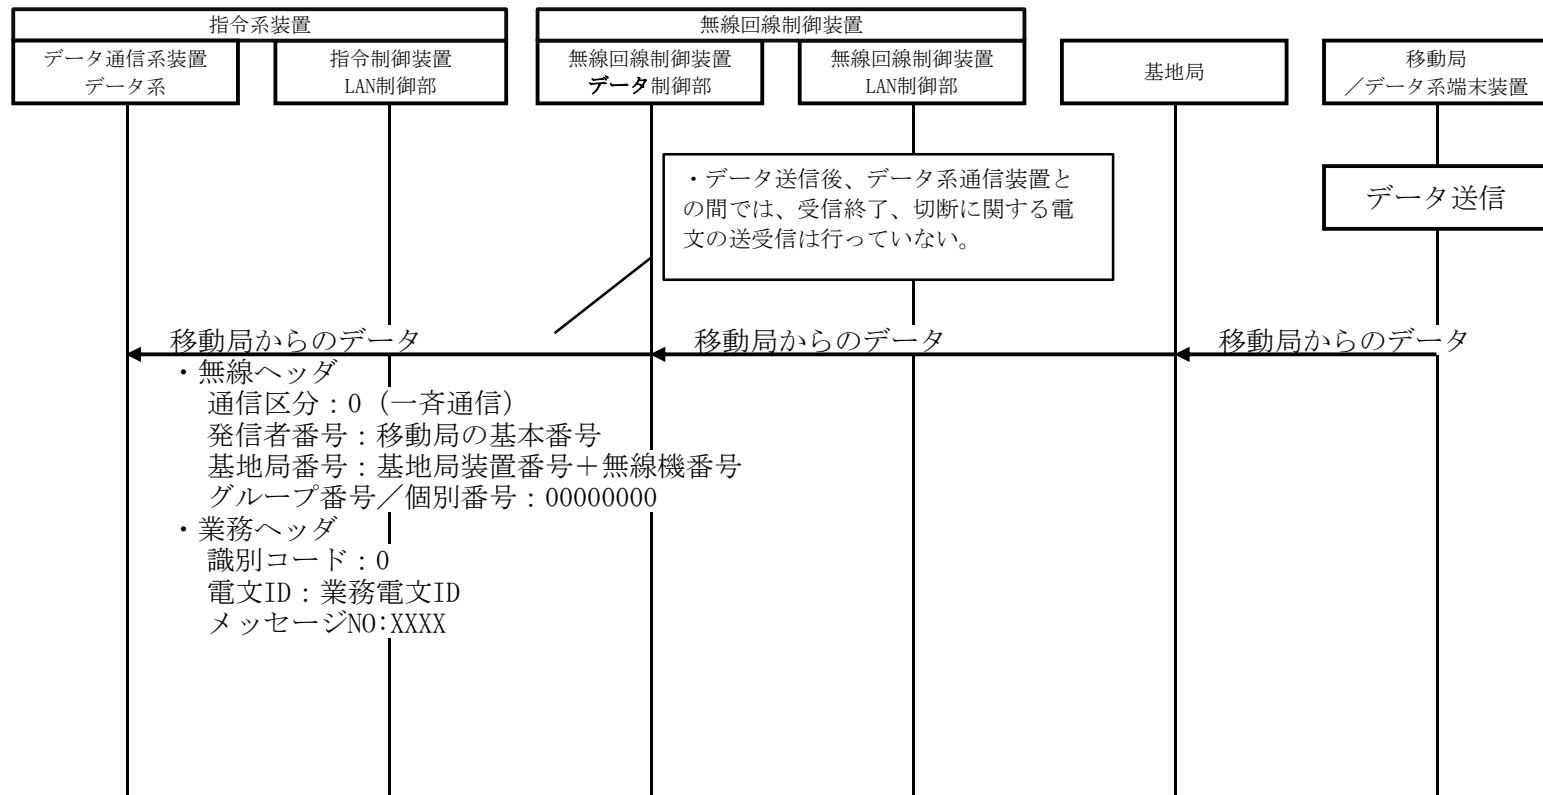 指令系装置
無線回線制御装置
データ通信系装置
データ系
指令制御装置
LAN制御部
無線回線制御装置
データ制御部
無線回線制御装置
LAN制御部
基地局
移動局
／データ系端末装置
・データ送信後、データ系通信装置と
の間では、受信終了、切断に関する電
文の送受信は行っていない。
データ送信
移動局からのデータ
移動局からのデータ
移動局からのデータ
・無線ヘッダ
通信区分：0（一斉通信）
発信者番号：移動局の基本番号
基地局番号：基地局装置番号＋無線機番号
グループ番号／個別番号：00000000
・業務ヘッダ
識別コード：0
電文ID：業務電文ID
メッセージNO:XXXX